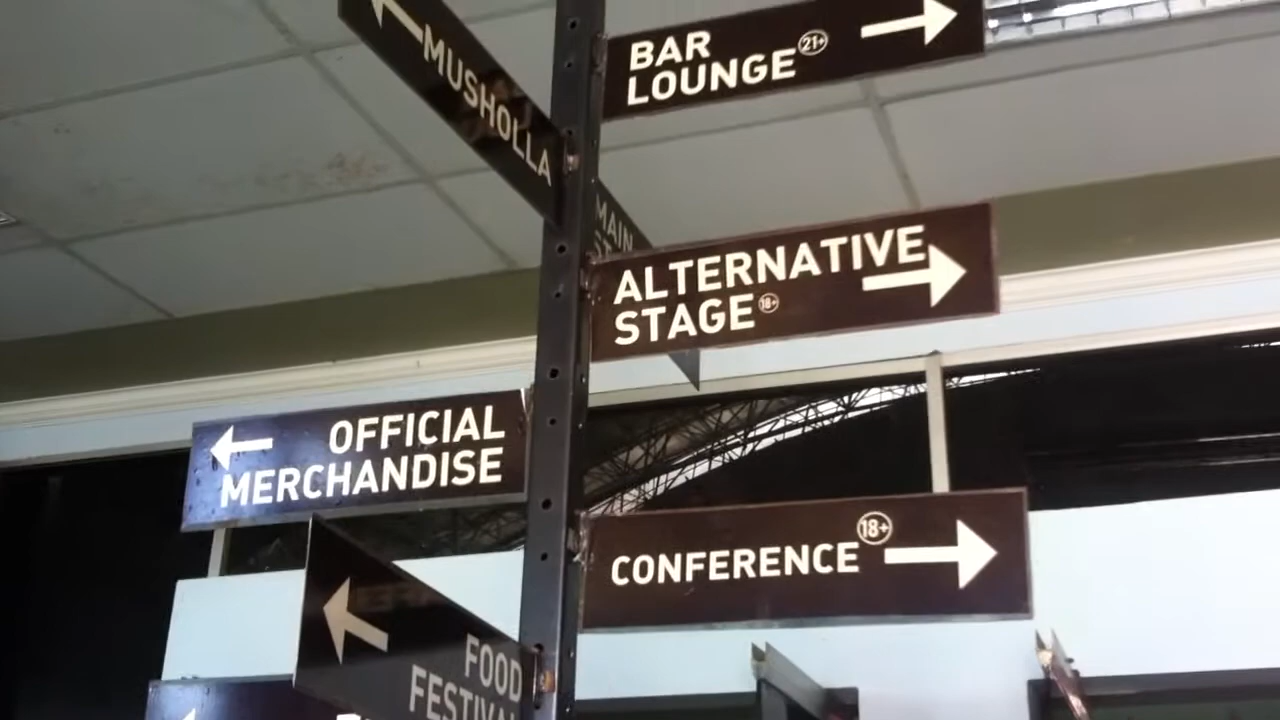 MUSHOLLA
BAR
LOUNGE 21+
MAIN
ALTERNATIVE
STAGE 18+
OFFICIAL
MERCHANDISE
CONFERENCE 18+
FOOD
FESTIVAL